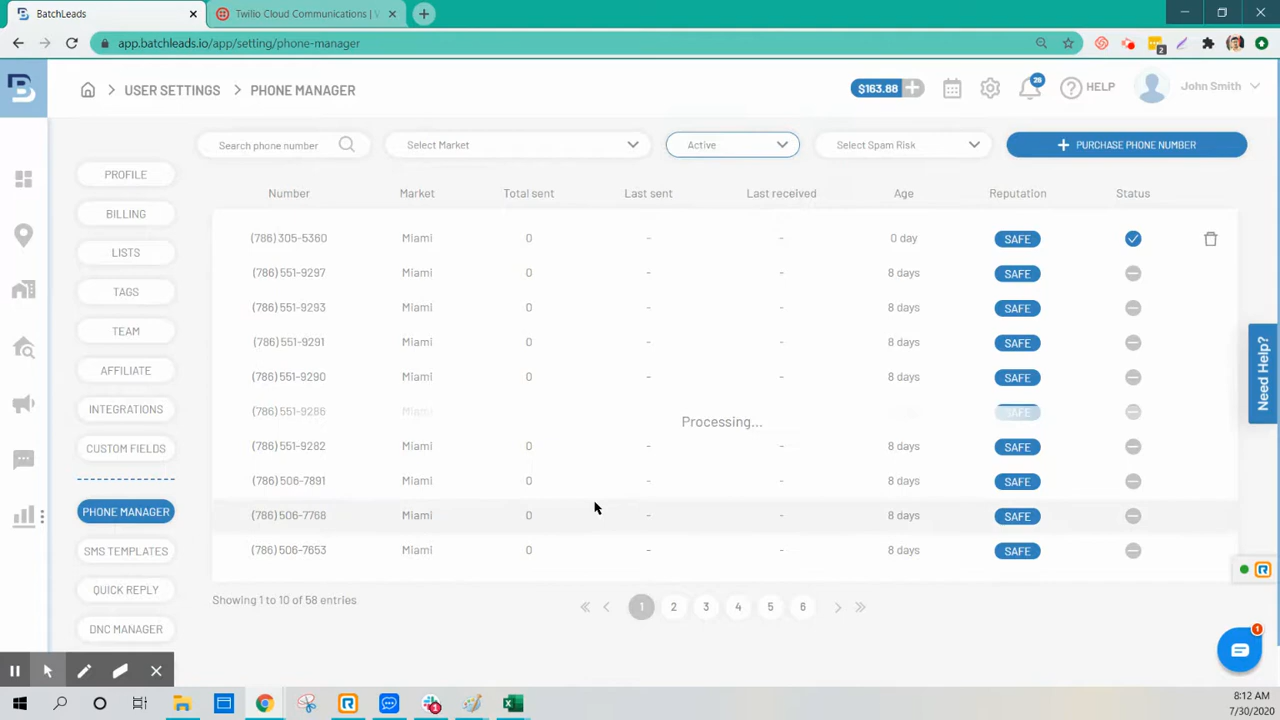 BatchLeads
Twilio Cloud Communications |
app.batchleads.io/app/setting/phone-manager
2
B
USER SETTINGS
PHONE MANAGER
$163.88
26
HELP
John Smith
Search phone number
Select Market
Active
Select Spam Risk
PURCHASE PHONE NUMBER
PROFILE
BILLING
LISTS
TAGS
TEAM
AFFILIATE
INTEGRATIONS
CUSTOM FIELDS
PHONE MANAGER
SMS TEMPLATES
QUICK REPLY
DNC MANAGER
Number Market Total sent Last sent Last received Age Reputation Status
(786) 305-5360 Miami 0 - - 0 day SAFE
(786) 551-9297 Miami 0 - - 8 days SAFE
(786) 551-9293 Miami 0 - - 8 days SAFE
(786) 551-9291 Miami 0 - - 8 days SAFE
(786) 551-9290 Miami 0 - - 8 days SAFE
(786) 551-9286 Miami SAFE
Processing...
(786) 551-9282 Miami 0 - - 8 days SAFE
(786) 506-7891 Miami 0 - - 8 days SAFE
(786) 506-7768 Miami 0 - - 8 days SAFE
(786) 506-7653 Miami 0 - - 8 days SAFE
Showing 1 to 10 of 58 entries
1 2 3 4 5 6
Need Help?
1
8:12 AM
7/30/2020